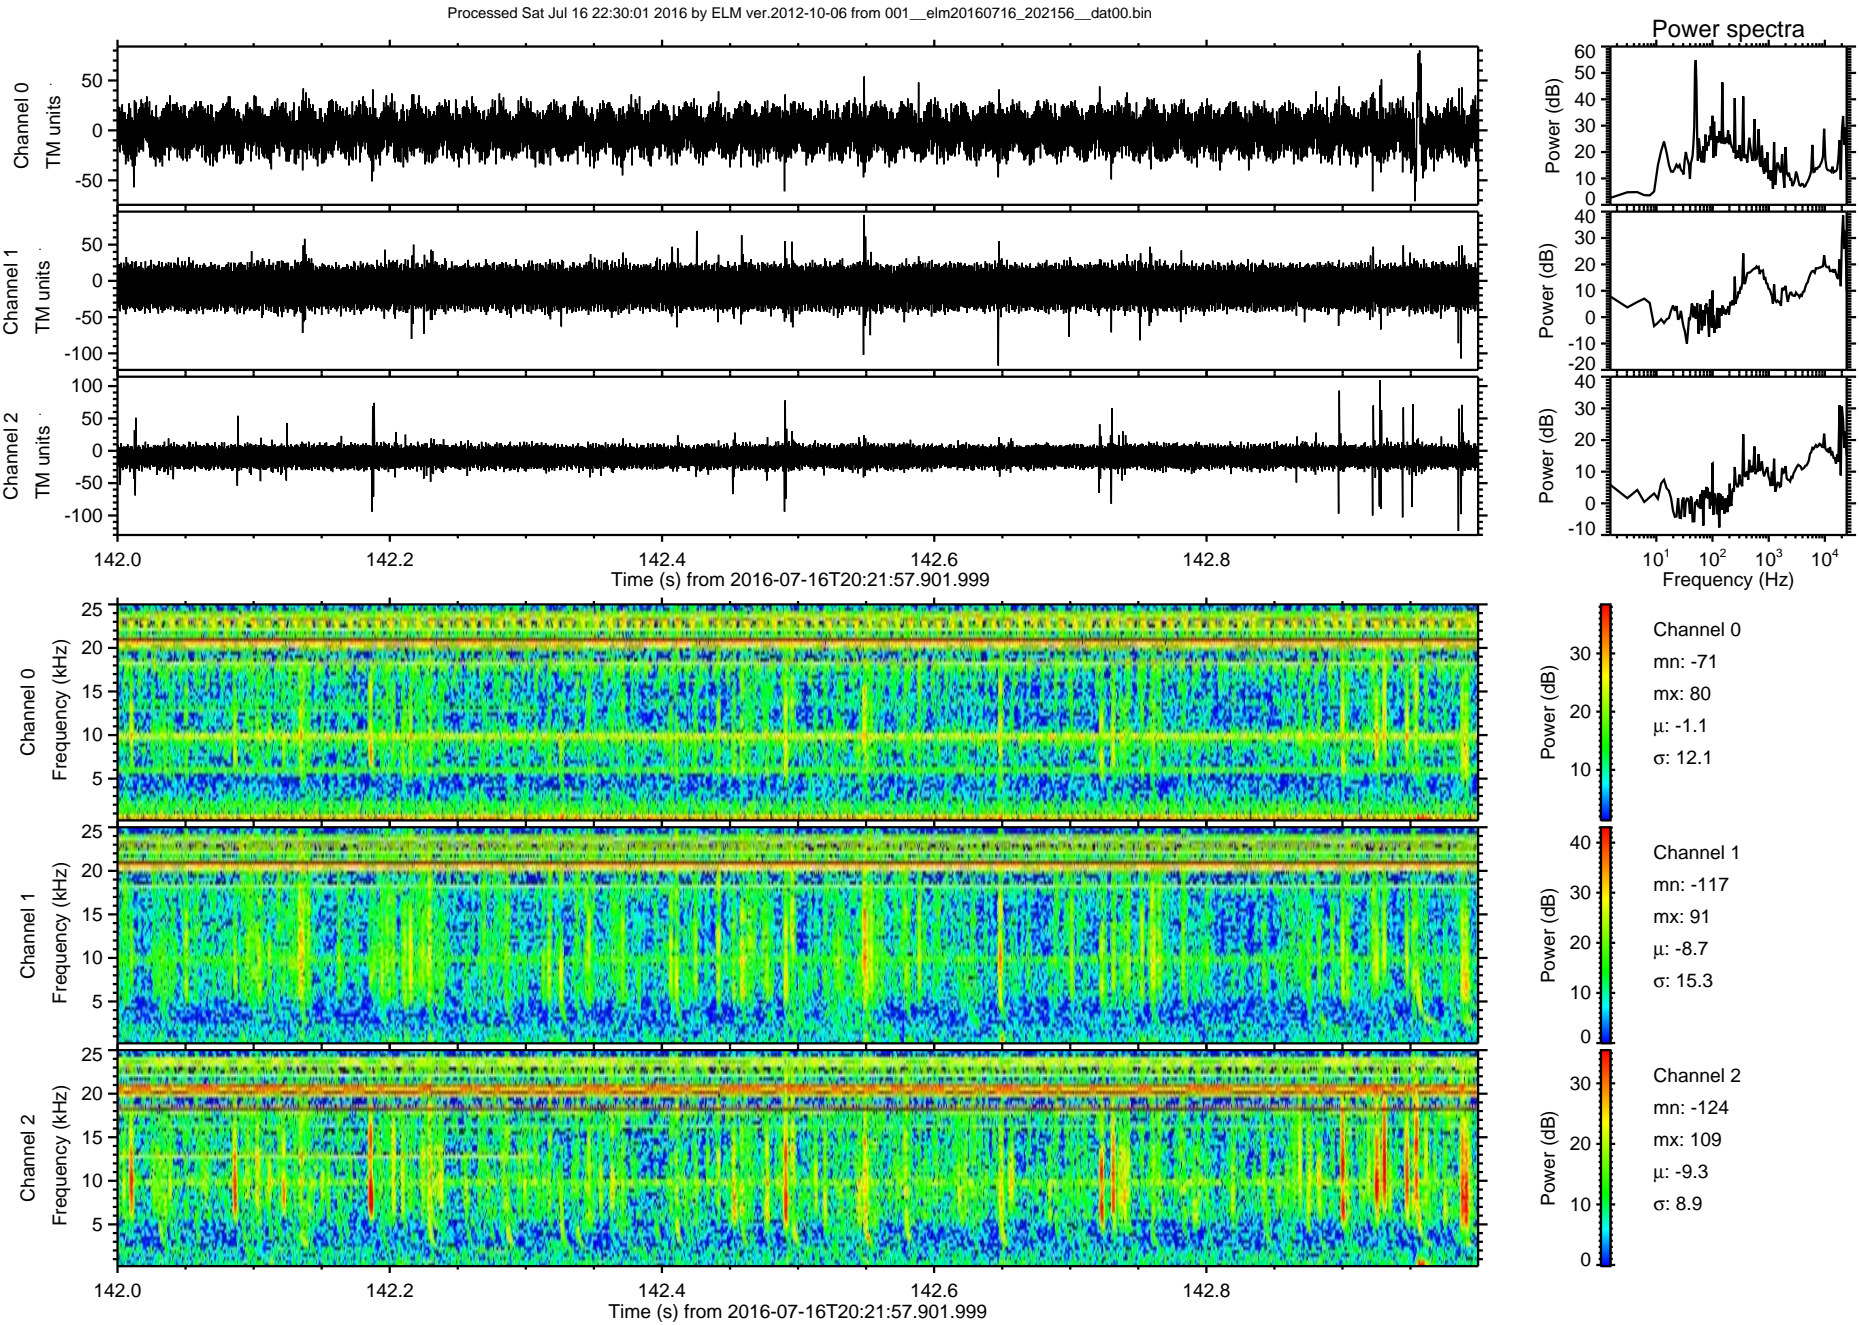 Processed Sat Jul 16 22:30:01 2016 by ELM ver.2012-10-06 from 001__elm20160716_202156__dat00.bin
Power spectra
Channel 0
TM units
50
0
-50
Power (dB)
60
50
40
30
20
10
0
Channel 1
TM units
50
0
-50
-100
Power (dB)
40
30
20
10
0
-10
-20
Channel 2
TM units
100
50
0
-50
-100
Power (dB)
40
30
20
10
0
-10
142.0 142.2 142.4 142.6 142.8
Time (s) from 2016-07-16T20:21:57.901.999
10^1 10^2 10^3 10^4
Frequency (Hz)
Channel 0
Frequency (kHz)
25
20
15
10
5
Power (dB)
30
20
10
Channel 0
mn: -71
mx: 80
μ: -1.1
σ: 12.1
Channel 1
Frequency (kHz)
25
20
15
10
5
Power (dB)
40
30
20
10
0
Channel 1
mn: -117
mx: 91
μ: -8.7
σ: 15.3
Channel 2
Frequency (kHz)
25
20
15
10
5
Power (dB)
30
20
10
0
Channel 2
mn: -124
mx: 109
μ: -9.3
σ: 8.9
142.0 142.2 142.4 142.6 142.8
Time (s) from 2016-07-16T20:21:57.901.999